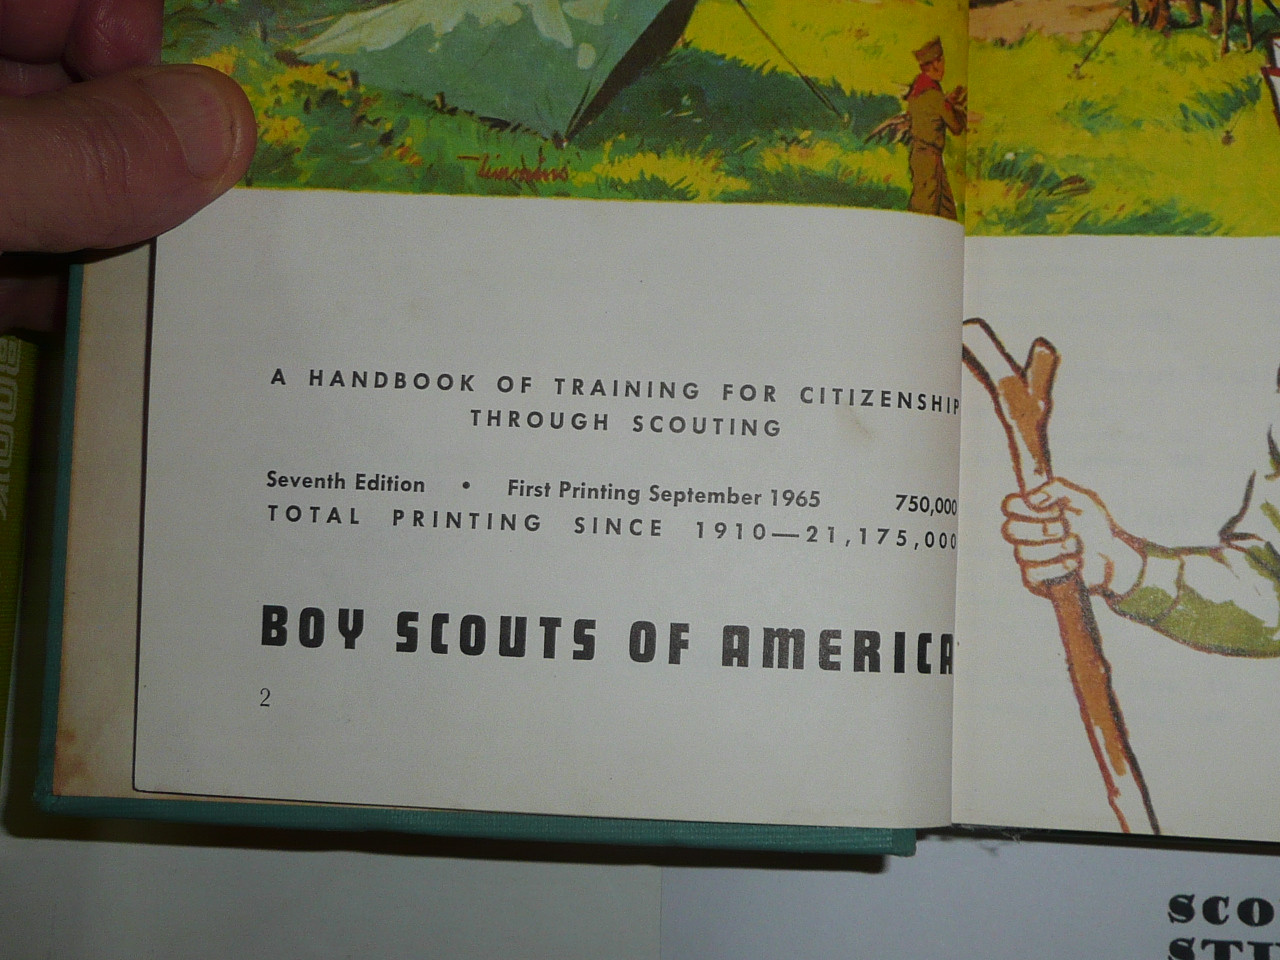 A HANDBOOK OF TRAINING FOR CITIZENSHIP
THROUGH SCOUTING
Seventh Edition • First Printing September 1965 750,000
TOTAL PRINTING SINCE 1910—21,175,000
BOY SCOUTS OF AMERICA
2
SCO